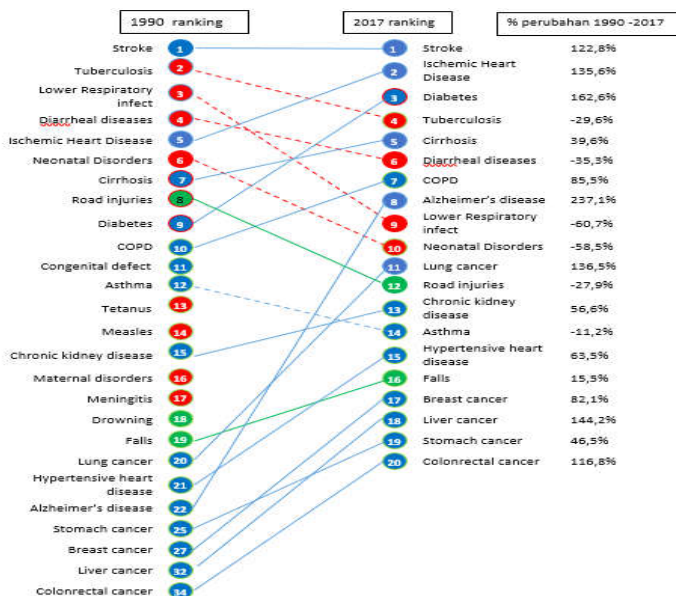 1990 ranking
2017 ranking
% perubahan 1990 -2017
Stroke 1
Tuberculosis 2
Lower Respiratory
infect 3
Diarrheal diseases 4
Ischemic Heart Disease 5
Neonatal Disorders 6
Cirrhosis 7
Road injuries 8
Diabetes 9
COPD 10
Congenital defect 11
Asthma 12
Tetanus 13
Measles 14
Chronic kidney disease 15
Maternal disorders 16
Meningitis 17
Drowning 18
Falls 19
Lung cancer 20
Hypertensive heart
disease 21
Alzheimer's disease 22
Stomach cancer 25
Breast cancer 27
Liver cancer 32
Colonrectal cancer 34
1 Stroke 122,8%
2 Ischemic Heart
Disease 135,6%
3 Diabetes 162,6%
4 Tuberculosis -29,6%
5 Cirrhosis 39,6%
6 Diarrheal diseases -35,3%
7 COPD 85,5%
8 Alzheimer's disease 237,1%
9 Lower Respiratory
infect -60,7%
10 Neonatal Disorders -58,5%
11 Lung cancer 136,5%
12 Road injuries -27,9%
13 Chronic kidney
disease 56,6%
14 Asthma -11,2%
15 Hypertensive heart
disease 63,5%
16 Falls 15,5%
17 Breast cancer 82,1%
18 Liver cancer 144,2%
19 Stomach cancer 46,5%
20 Colonrectal cancer 116,8%